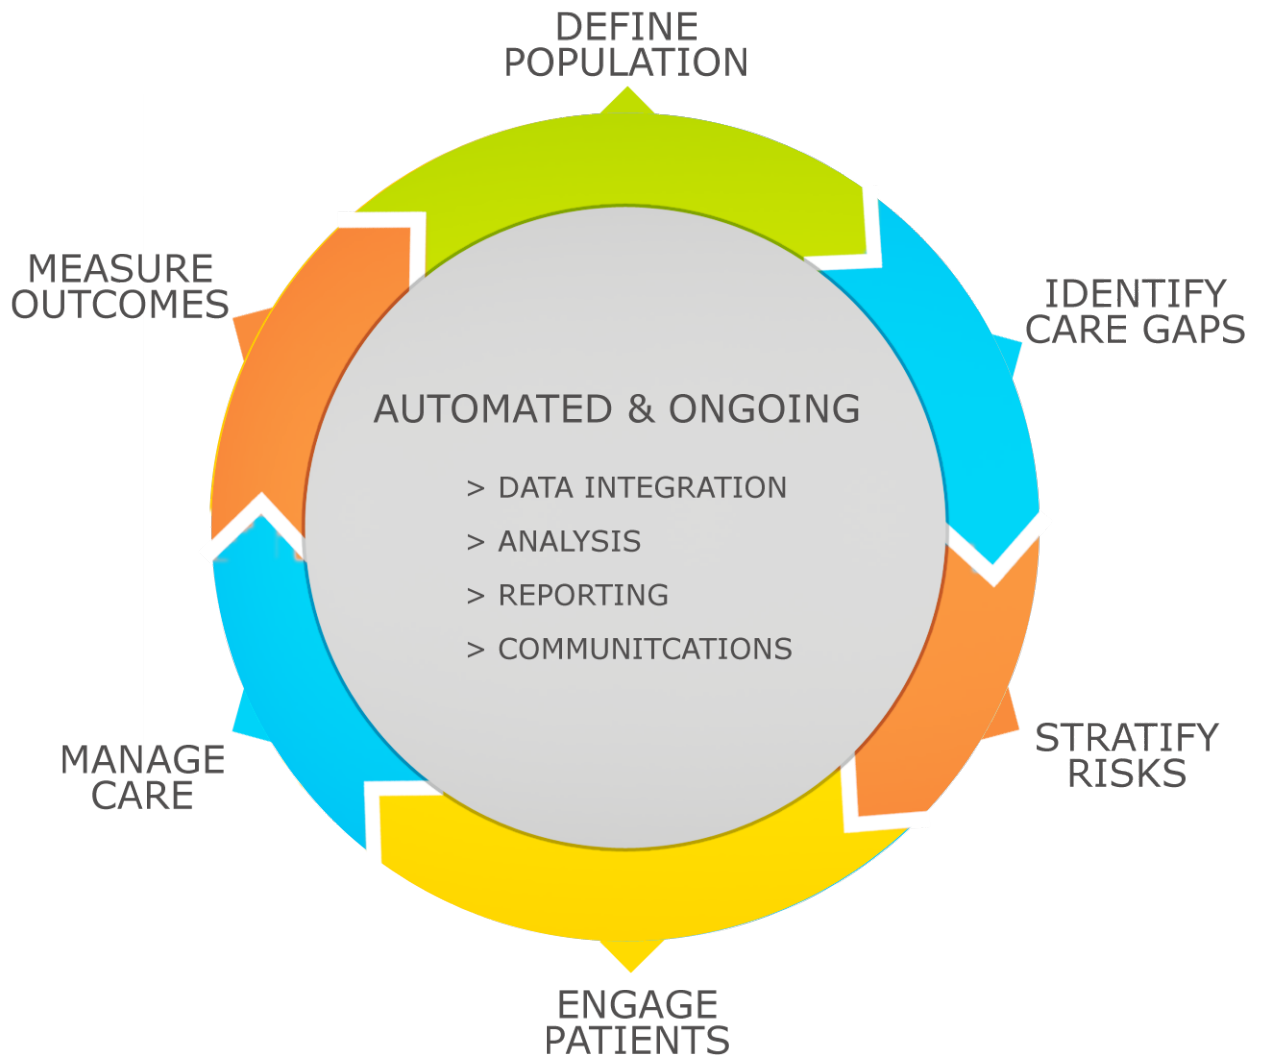 DEFINE
POPULATION
IDENTIFY
CARE GAPS
STRATIFY
RISKS
ENGAGE
PATIENTS
MANAGE
CARE
MEASURE
OUTCOMES
AUTOMATED & ONGOING
> DATA INTEGRATION
> ANALYSIS
> REPORTING
> COMMUNITCATIONS